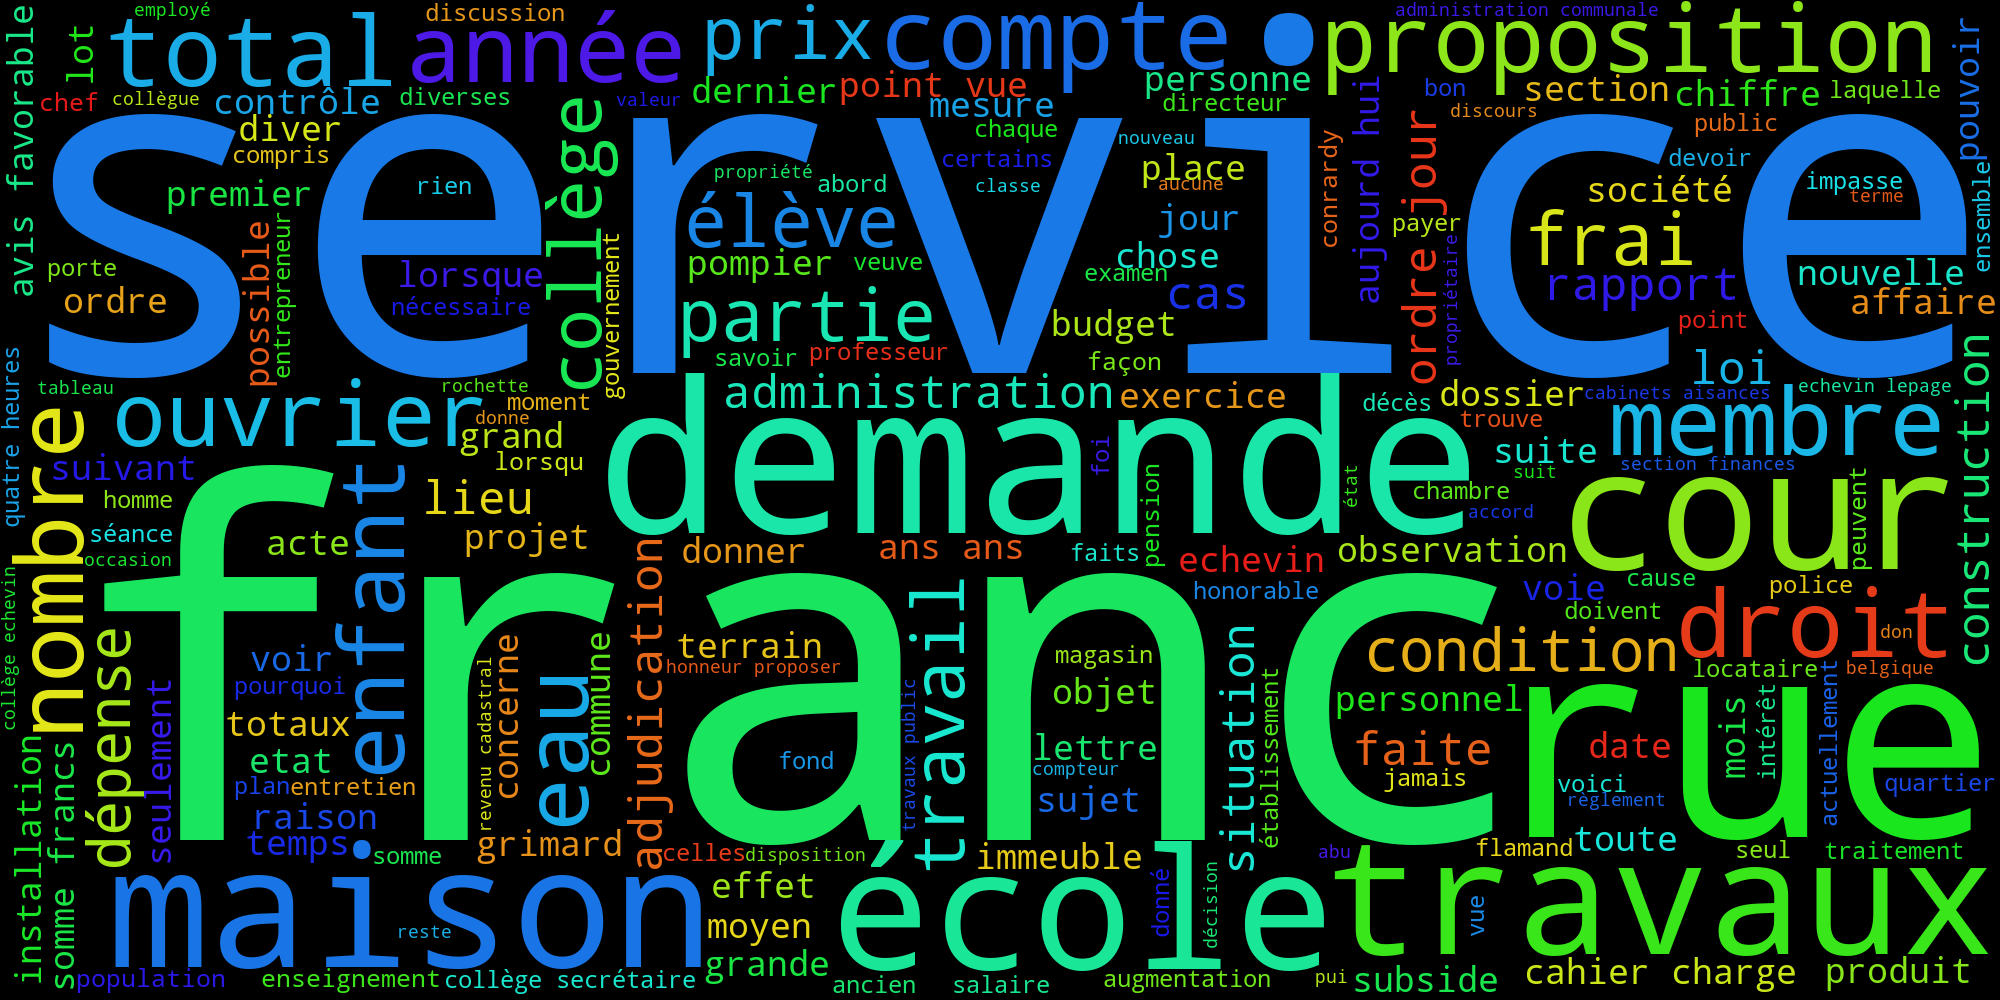 employé
discussion
administration communale
avis favorable
lot
total
année
prix
compte
proposition
pouvoir
chef
collègue
contrôle
diverses
valeur
dernier
point vue
mesure
personne
directeur
aujourd hui
bon
section
chiffre
laquelle
discours
public
diver
compris
collège
chaque
nouveau
certains
place
conrardy
ordre jour
devoir
service
premier
rien
propriété
abord
classe
aucune
société
impasse
terme
ensemble
élève
jour
payer
frai
porte
ordre
possible
entrepreneur
lorsque
nécessaire
gouvernement
pompier
veuve
chose
examen
cas
propriétaire
rapport
nouvelle
affaire
partie
budget
point
savoir
professeur
façon
loi
quatre heures
tableau
rochette
moment
donne
administration
exercice
décès
dossier
cabinets aisances
echevin lepage
construction
nombre
ouvrier
grand
lorsqu
demande
trouve
membre
suivant
foi
suite
section finances
suit
homme
enfant
lieu
pension
état
chambre
accord
cour
peuvent
séance
occasion
acte
projet
adjudication
donner
ans ans
faits
echevin
observation
collège echevin
franc
honorable
voie
cause
police
doivent
droit
don
dépense
voir
pourquoi
concerne
commune
terrain
honneur proposer
travail
magasin
situation
condition
locataire
belgique
seulement
totaux
revenu cadastral
eau
travaux public
objet
établissement
personnel
rue
mois
intérêt
actuellement
installation
somme francs
etat
plan
entretien
fond
lettre
compteur
faite
jamais
date
voici
règlement
quartier
raison
temps
somme
grimard
sujet
celles
disposition
immeuble
abu
flamand
toute
seul
traitement
maison
reste
effet
moyen
école
donné
décision
travaux
vue
population
enseignement
collège secrétaire
grande
ancien
salaire
augmentation
pui
subside
cahier charge
produit